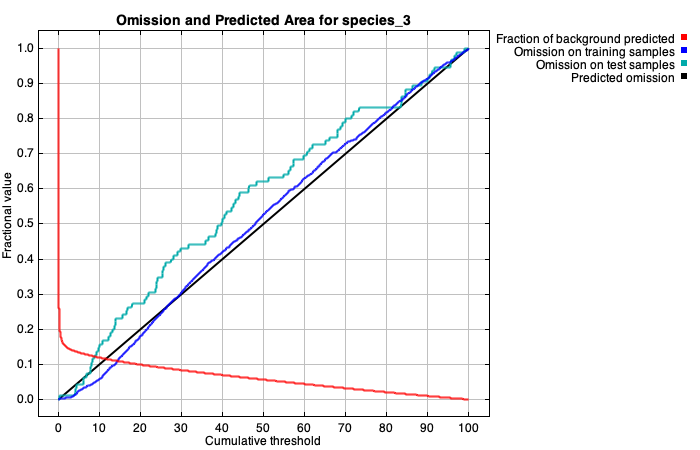 Omission and Predicted Area for species_3
Fraction of background predicted
Omission on training samples
Omission on test samples
Predicted omission
Fractional value
1.0
0.9
0.8
0.7
0.6
0.5
0.4
0.3
0.2
0.1
0.0
0 10 20 30 40 50 60 70 80 90 100
Cumulative threshold